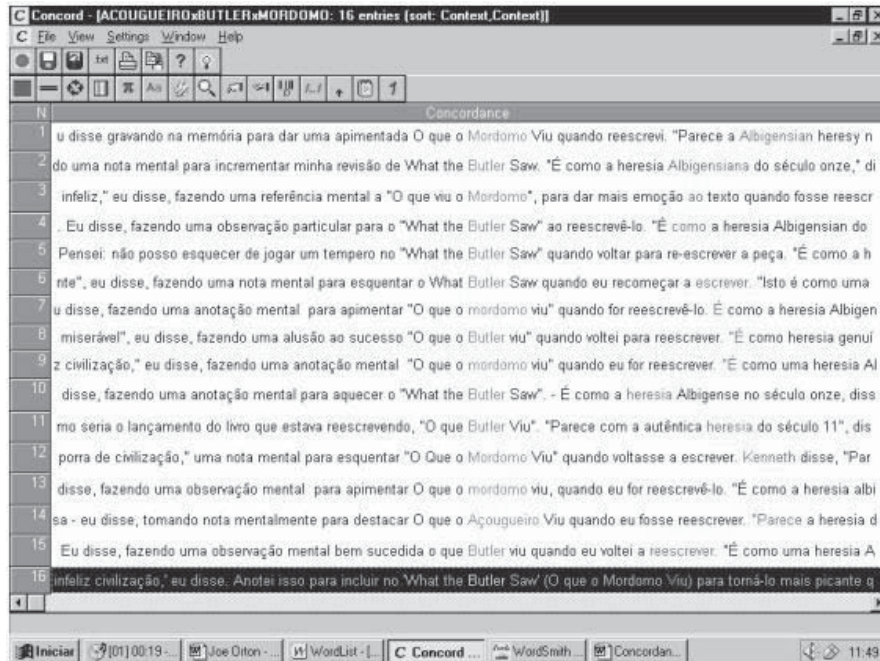 Concord - [ACOUGUEIROxBUTLERxMORDOMO: 16 entries (sort: Context,Context)]
File View Settings Window Help
txt ? π Aa
N Concordance
1 u disse gravando na memória para dar uma apimentada O que o Mordomo Viu quando reescrevi. "Parece a Albigensian heresy n
2 do uma nota mental para incrementar minha revisão de What the Butler Saw. "É como a heresia Albigensiana do século onze," di
3 infeliz," eu disse, fazendo uma referência mental a "O que viu o Mordomo", para dar mais emoção ao texto quando fosse reescr
4 . Eu disse, fazendo uma observação particular para o "What the Butler Saw" ao reescrevê-lo. "É como a heresia Albigensian do
5 Pensei: não posso esquecer de jogar um tempero no "What the Butler Saw" quando voltar para re-escrever a peça. "É como a h
6 nte", eu disse, fazendo uma nota mental para esquentar o What Butler Saw quando eu recomeçar a escrever. "Isto é como uma
7 u disse, fazendo uma anotação mental para apimentar "O que o mordomo viu" quando for reescrevê-lo. É como a heresia Albigen
8 miserável", eu disse, fazendo uma alusão ao sucesso "O que o Butler viu" quando voltei para reescrever. "É como heresia genuí
9 z civilização," eu disse, fazendo uma anotação mental "O que o mordomo viu" quando eu for reescrever. "É como uma heresia Al
10 disse, fazendo uma anotação mental para aquecer o "What the Butler Saw". - É como a heresia Albigense no século onze, diss
11 mo seria o lançamento do livro que estava reescrevendo, "O que Butler Viu". "Parece com a autêntica heresia do século 11", dis
12 porra de civilização," uma nota mental para esquentar "O Que o Mordomo Viu" quando voltasse a escrever. Kenneth disse, "Par
13 disse, fazendo uma observação mental para apimentar O que o mordomo viu, quando eu for reescrevê-lo. "É como a heresia albi
14 sa - eu disse, tomando nota mentalmente para destacar O que o Açougueiro Viu quando eu fosse reescrever. "Parece a heresia d
15 Eu disse, fazendo uma observação mental bem sucedida o que Butler viu quando eu voltei a reescrever. "É como uma heresia A
16 infeliz civilização,' eu disse. Anotei isso para incluir no 'What the Butler Saw' (O que o Mordomo Viu) para torná-lo mais picante q
Iniciar [01] 00:19 -... Joe Orton - ... WordList - [... Concord ... WordSmith ... Concordan... 11:49